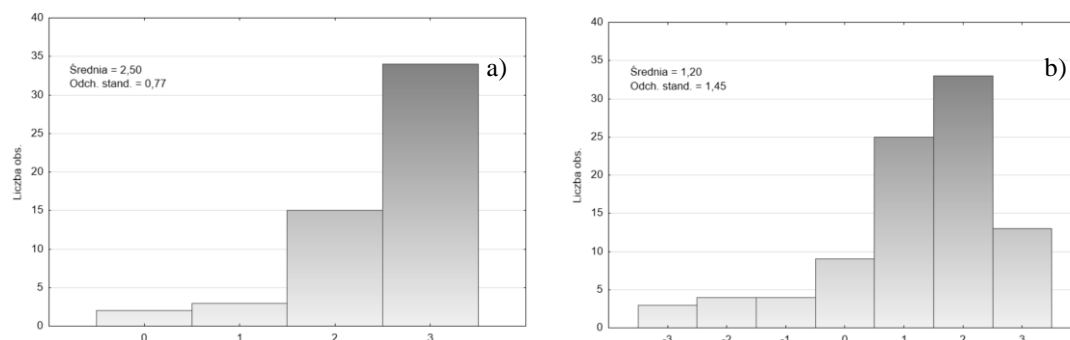 40
35
30
25
20
15
10
5
0
Liczba obs.
Średnia = 2,50
Odch. stand. = 0,77
a)
0 1 2 3
40
35
30
25
20
15
10
5
0
Liczba obs.
Średnia = 1,20
Odch. stand. = 1,45
b)
-3 -2 -1 0 1 2 3